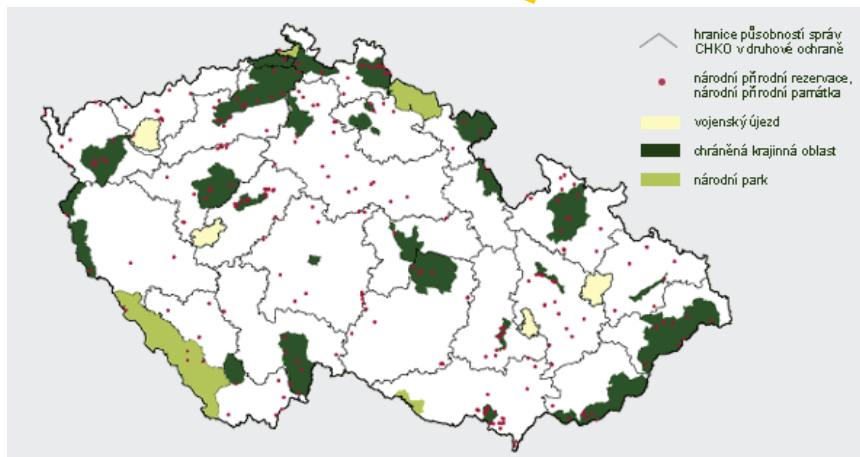 hranice působností správ
CHKO v druhové ochraně
národní přírodní rezervace,
národní přírodní památka
vojenský újezd
chráněná krajinná oblast
národní park